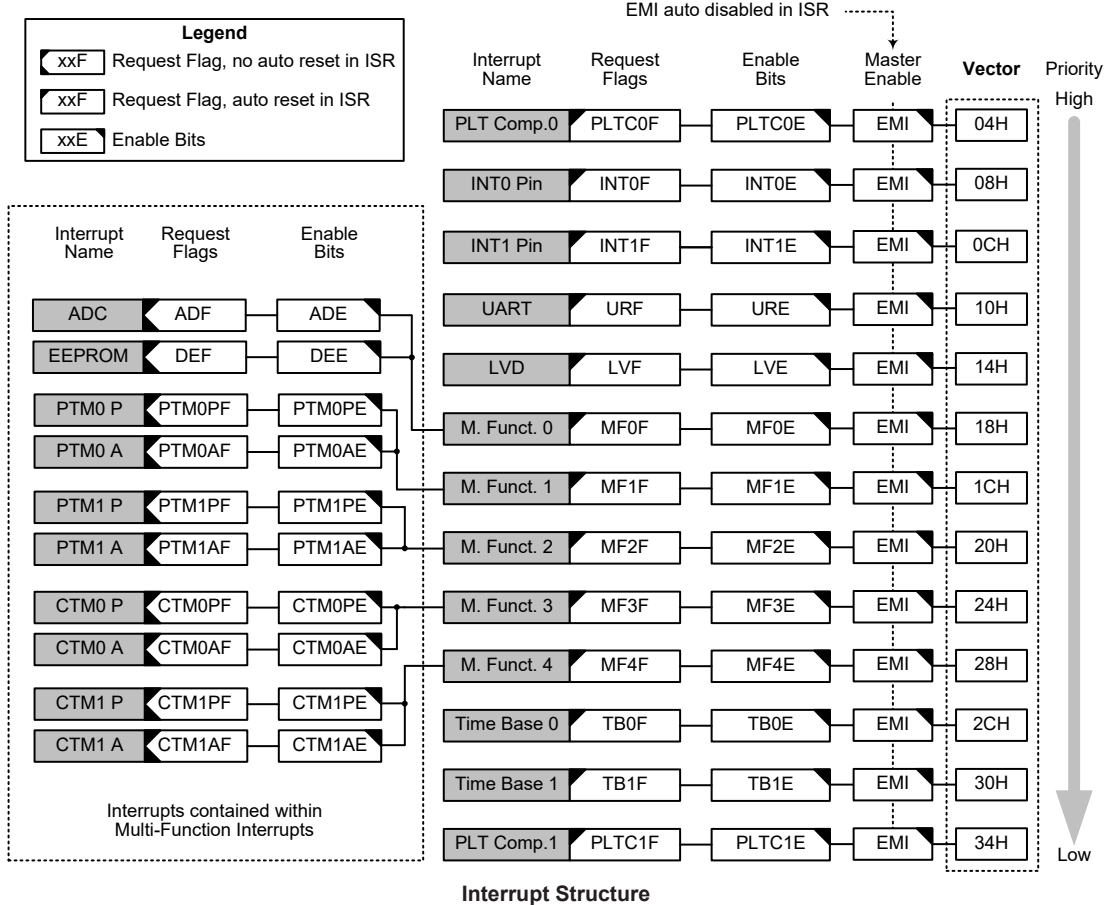 EMI auto disabled in ISR
Legend
xxF Request Flag, no auto reset in ISR
xxF Request Flag, auto reset in ISR
xxE Enable Bits
Interrupt Name Request Flags Enable Bits Master Enable Vector Priority
High
PLT Comp.0 PLTC0F PLTC0E EMI 04H
INT0 Pin INT0F INT0E EMI 08H
INT1 Pin INT1F INT1E EMI 0CH
UART URF URE EMI 10H
LVD LVF LVE EMI 14H
M. Funct. 0 MF0F MF0E EMI 18H
M. Funct. 1 MF1F MF1E EMI 1CH
M. Funct. 2 MF2F MF2E EMI 20H
M. Funct. 3 MF3F MF3E EMI 24H
M. Funct. 4 MF4F MF4E EMI 28H
Time Base 0 TB0F TB0E EMI 2CH
Time Base 1 TB1F TB1E EMI 30H
PLT Comp.1 PLTC1F PLTC1E EMI 34H
Low
Interrupt Name Request Flags Enable Bits
ADC ADF ADE
EEPROM DEF DEE
PTM0 P PTM0PF PTM0PE
PTM0 A PTM0AF PTM0AE
PTM1 P PTM1PF PTM1PE
PTM1 A PTM1AF PTM1AE
CTM0 P CTM0PF CTM0PE
CTM0 A CTM0AF CTM0AE
CTM1 P CTM1PF CTM1PE
CTM1 A CTM1AF CTM1AE
Interrupts contained within
Multi-Function Interrupts
Interrupt Structure